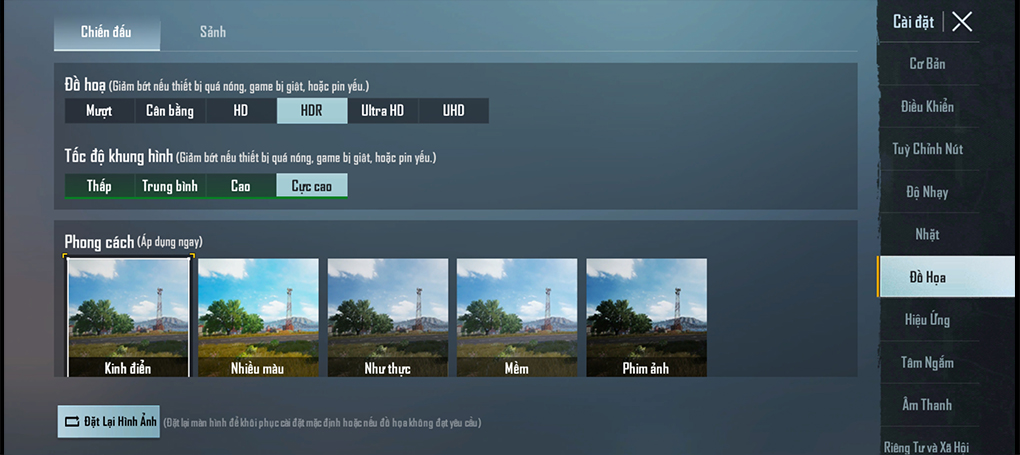 Chiến đấu
Sảnh
Đồ hoạ (Giảm bớt nếu thiết bị quá nóng, game bị giật, hoặc pin yếu.)
Mượt Cân bằng HD HDR Ultra HD UHD
Tốc độ khung hình (Giảm bớt nếu thiết bị quá nóng, game bị giật, hoặc pin yếu.)
Thấp Trung bình Cao Cực cao
Phong cách (Áp dụng ngay)
Kinh điển Nhiều màu Như thực Mềm Phim ảnh
Đặt Lại Hình Ảnh (Đặt lại màn hình để khôi phục cài đặt mặc định hoặc nếu đồ hoạ không đạt yêu cầu)
Cài đặt
Cơ Bản
Điều Khiển
Tuỳ Chỉnh Nút
Độ Nhạy
Nhặt
Đồ Họa
Hiệu Ứng
Tâm Ngắm
Âm Thanh
Riêng Tư và Xã Hội